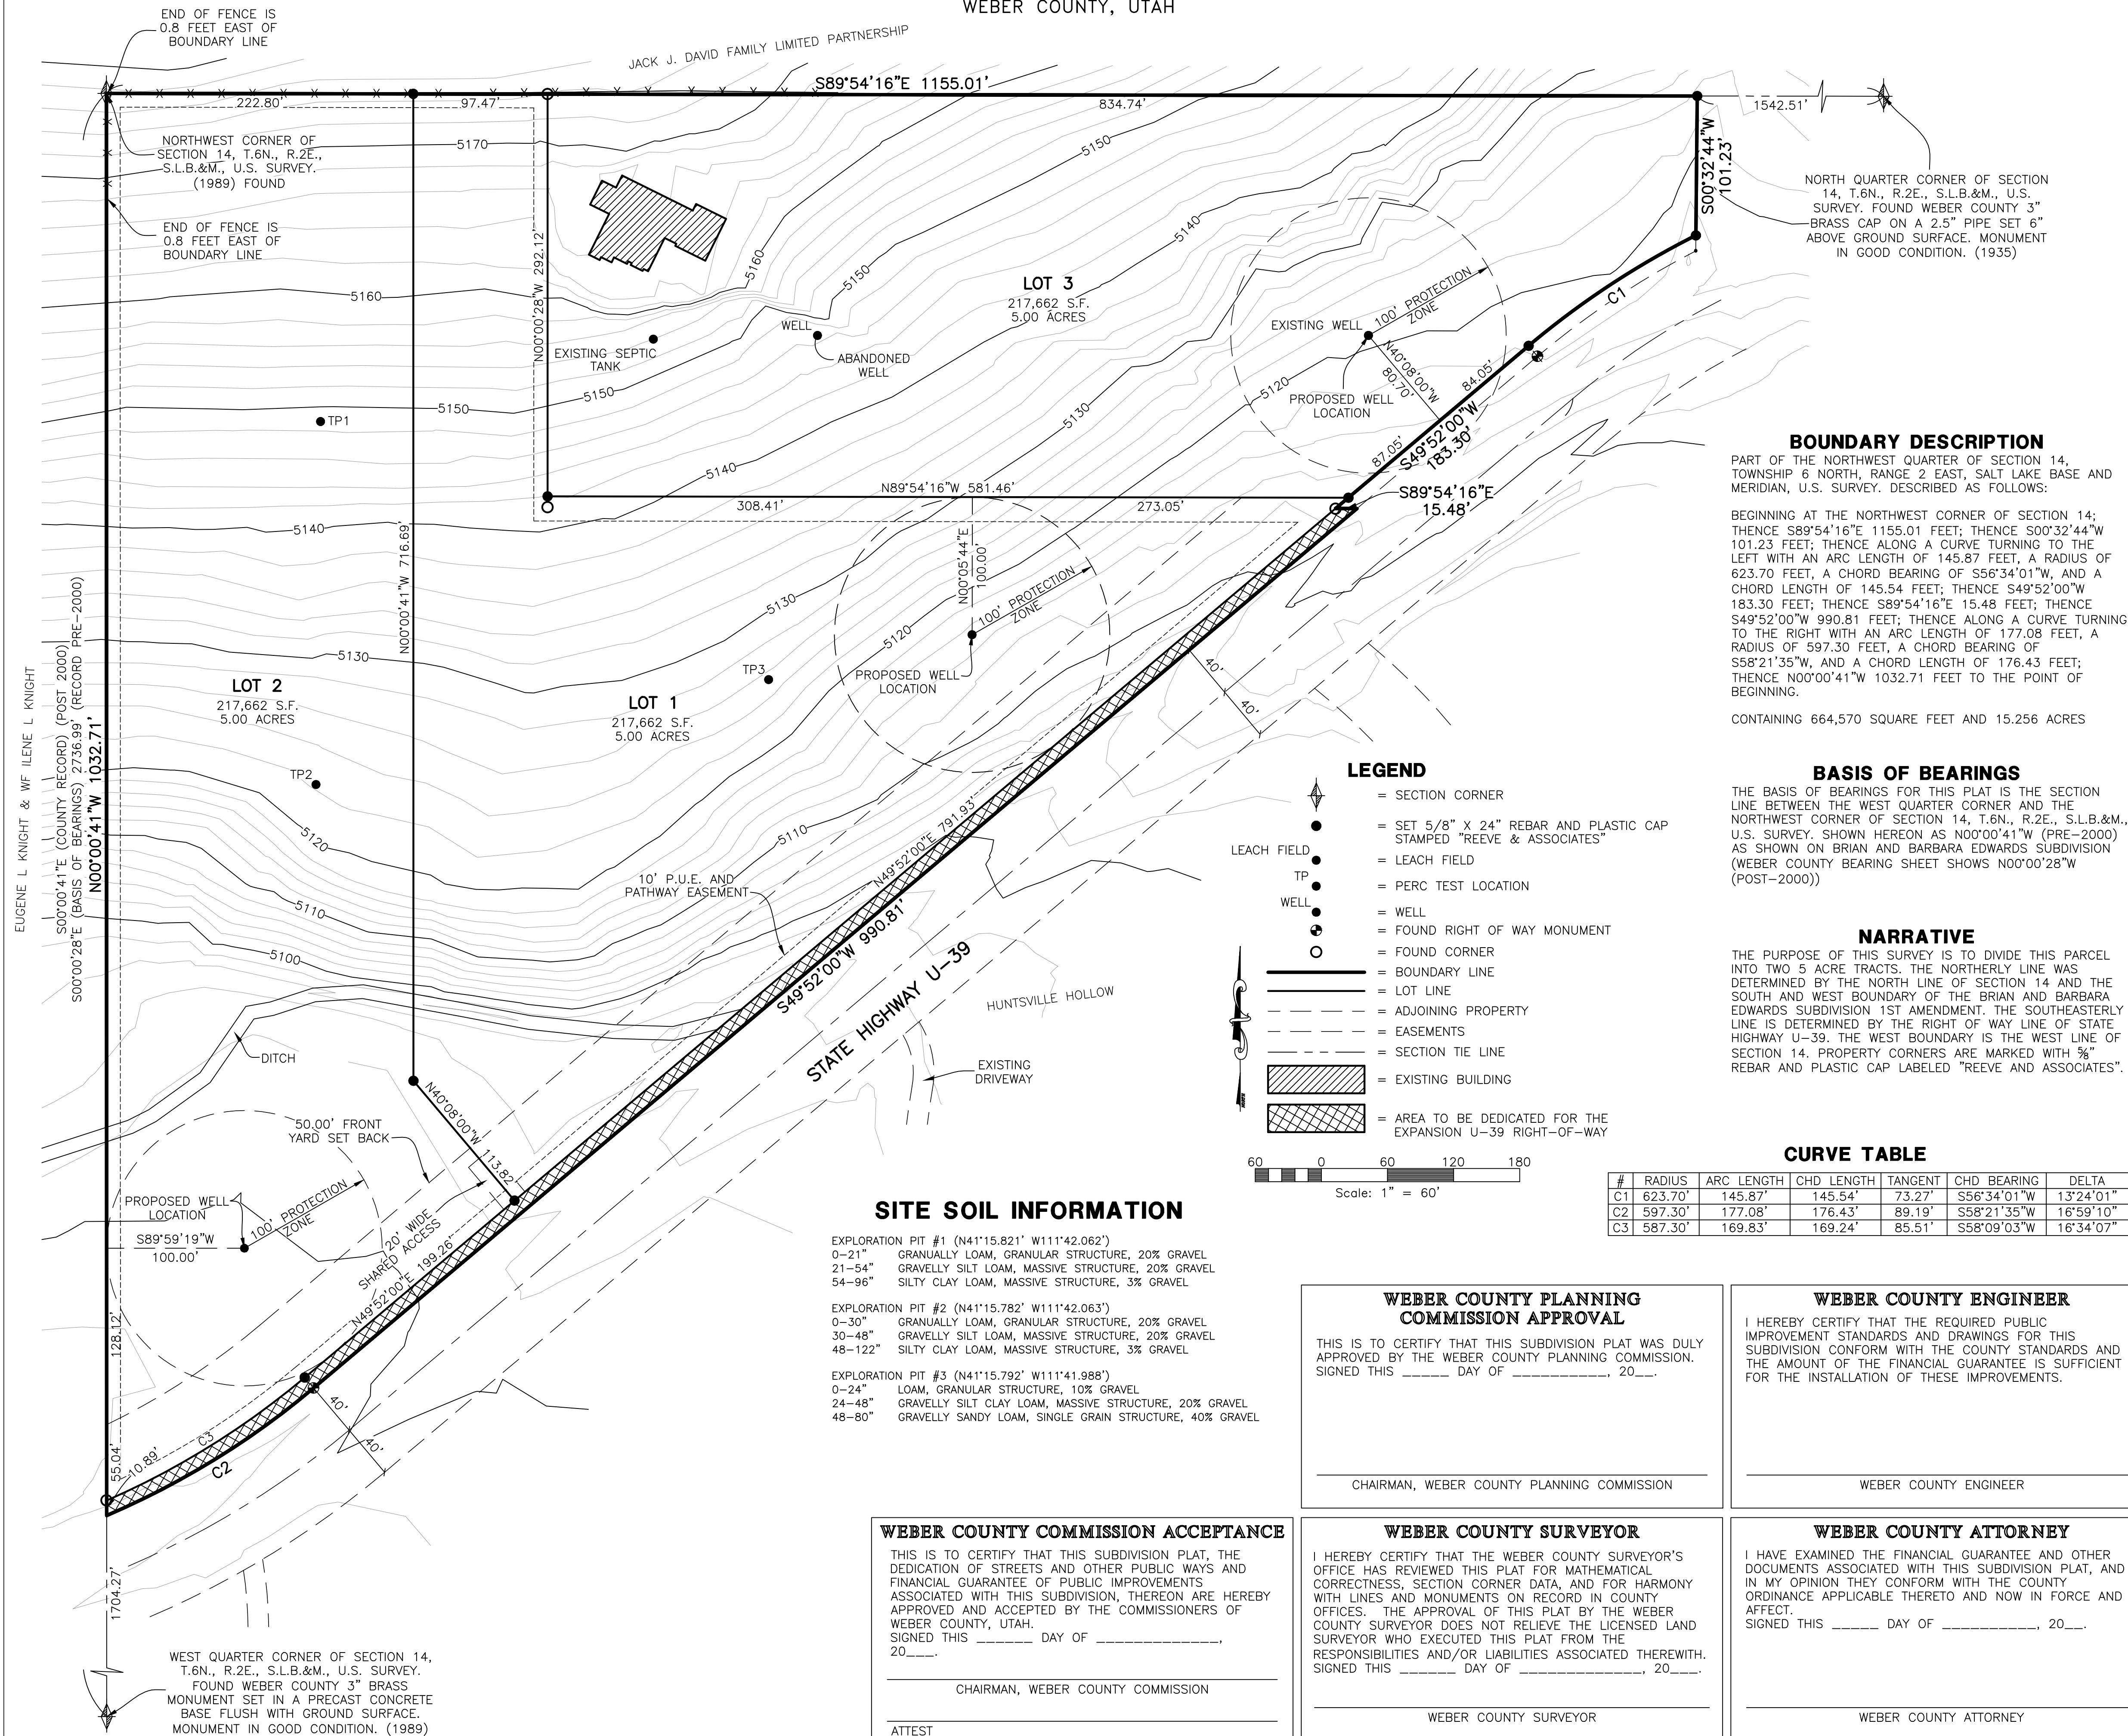 WEBER COUNTY, UTAH
END OF FENCE IS
0.8 FEET EAST OF
BOUNDARY LINE
JACK J. DAVID FAMILY LIMITED PARTNERSHIP
S89°54'16"E 1155.01'
222.80'
97.47'
834.74'
1542.51'
NORTHWEST CORNER OF
SECTION 14, T.6N., R.2E.,
S.L.B.&M., U.S. SURVEY.
(1989) FOUND
END OF FENCE IS
0.8 FEET EAST OF
BOUNDARY LINE
S00°32'44"W
101.23'
NORTH QUARTER CORNER OF SECTION
14, T.6N., R.2E., S.L.B.&M., U.S.
SURVEY. FOUND WEBER COUNTY 3"
BRASS CAP ON A 2.5" PIPE SET 6"
ABOVE GROUND SURFACE. MONUMENT
IN GOOD CONDITION. (1935)
5170
5150
5140
5160
5160
5150
N00°00'28"W 292.12'
LOT 3
217,662 S.F.
5.00 ACRES
EXISTING SEPTIC
TANK
WELL
ABANDONED
WELL
EXISTING WELL
100' PROTECTION
ZONE
N40°08'00"W
80.70'
PROPOSED WELL
LOCATION
C1
84.05'
87.05'
S49°52'00"W
183.30'
S89°54'16"E
15.48'
5150
5150
5140
5130
5120
TP1
N89°54'16"W 581.46'
308.41'
273.05'
5140
N00°00'41"W 716.69'
N00°05'44"E
100.00'
100' PROTECTION
ZONE
PROPOSED WELL
LOCATION
5130
5120
5130
TP3
LOT 2
217,662 S.F.
5.00 ACRES
LOT 1
217,662 S.F.
5.00 ACRES
TP2
5120
5110
5110
5100
40'
40'
EUGENE L KNIGHT & WF ILENE L KNIGHT
S00°00'41"E (COUNTY RECORD) (POST 2000)
S00°00'28"E (BASIS OF BEARINGS) 2736.99' (RECORD PRE-2000)
N00°00'41"W 1032.71'
10' P.U.E. AND
PATHWAY EASEMENT
N49°52'00"E 791.93'
S49°52'00"W 990.81'
STATE HIGHWAY U-39
HUNTSVILLE HOLLOW
EXISTING
DRIVEWAY
DITCH
50.00' FRONT
YARD SET BACK
N40°08'00"W
113.82'
PROPOSED WELL
LOCATION
100' PROTECTION
ZONE
S89°59'19"W
100.00'
20' WIDE
SHARED ACCESS
N49°52'00"E 199.26'
128.12'
55.04'
10.89'
C3
C2
40'
40'
1704.27'
WEST QUARTER CORNER OF SECTION 14,
T.6N., R.2E., S.L.B.&M., U.S. SURVEY.
FOUND WEBER COUNTY 3" BRASS
MONUMENT SET IN A PRECAST CONCRETE
BASE FLUSH WITH GROUND SURFACE.
MONUMENT IN GOOD CONDITION. (1989)
BOUNDARY DESCRIPTION
PART OF THE NORTHWEST QUARTER OF SECTION 14,
TOWNSHIP 6 NORTH, RANGE 2 EAST, SALT LAKE BASE AND
MERIDIAN, U.S. SURVEY. DESCRIBED AS FOLLOWS:
BEGINNING AT THE NORTHWEST CORNER OF SECTION 14;
THENCE S89°54'16"E 1155.01 FEET; THENCE S00°32'44"W
101.23 FEET; THENCE ALONG A CURVE TURNING TO THE
LEFT WITH AN ARC LENGTH OF 145.87 FEET, A RADIUS OF
623.70 FEET, A CHORD BEARING OF S56°34'01"W, AND A
CHORD LENGTH OF 145.54 FEET; THENCE S49°52'00"W
183.30 FEET; THENCE S89°54'16"E 15.48 FEET; THENCE
S49°52'00"W 990.81 FEET; THENCE ALONG A CURVE TURNING
TO THE RIGHT WITH AN ARC LENGTH OF 177.08 FEET, A
RADIUS OF 597.30 FEET, A CHORD BEARING OF
S58°21'35"W, AND A CHORD LENGTH OF 176.43 FEET;
THENCE N00°00'41"W 1032.71 FEET TO THE POINT OF
BEGINNING.
CONTAINING 664,570 SQUARE FEET AND 15.256 ACRES
BASIS OF BEARINGS
THE BASIS OF BEARINGS FOR THIS PLAT IS THE SECTION
LINE BETWEEN THE WEST QUARTER CORNER AND THE
NORTHWEST CORNER OF SECTION 14, T.6N., R.2E., S.L.B.&M.,
U.S. SURVEY. SHOWN HEREON AS N00°00'41"W (PRE-2000)
AS SHOWN ON BRIAN AND BARBARA EDWARDS SUBDIVISION
(WEBER COUNTY BEARING SHEET SHOWS N00°00'28"W
(POST-2000))
NARRATIVE
THE PURPOSE OF THIS SURVEY IS TO DIVIDE THIS PARCEL
INTO TWO 5 ACRE TRACTS. THE NORTHERLY LINE WAS
DETERMINED BY THE NORTH LINE OF SECTION 14 AND THE
SOUTH AND WEST BOUNDARY OF THE BRIAN AND BARBARA
EDWARDS SUBDIVISION 1ST AMENDMENT. THE SOUTHEASTERLY
LINE IS DETERMINED BY THE RIGHT OF WAY LINE OF STATE
HIGHWAY U-39. THE WEST BOUNDARY IS THE WEST LINE OF
SECTION 14. PROPERTY CORNERS ARE MARKED WITH ⅝"
REBAR AND PLASTIC CAP LABELED "REEVE AND ASSOCIATES".
LEGEND
= SECTION CORNER
= SET 5/8" X 24" REBAR AND PLASTIC CAP
STAMPED "REEVE & ASSOCIATES"
LEACH FIELD = LEACH FIELD
TP = PERC TEST LOCATION
WELL = WELL
= FOUND RIGHT OF WAY MONUMENT
= FOUND CORNER
= BOUNDARY LINE
= LOT LINE
= ADJOINING PROPERTY
= EASEMENTS
= SECTION TIE LINE
= EXISTING BUILDING
= AREA TO BE DEDICATED FOR THE
EXPANSION U-39 RIGHT-OF-WAY
60 0 60 120 180
Scale: 1" = 60'
CURVE TABLE
# RADIUS ARC LENGTH CHD LENGTH TANGENT CHD BEARING DELTA
C1 623.70' 145.87' 145.54' 73.27' S56°34'01"W 13°24'01"
C2 597.30' 177.08' 176.43' 89.19' S58°21'35"W 16°59'10"
C3 587.30' 169.83' 169.24' 85.51' S58°09'03"W 16°34'07"
SITE SOIL INFORMATION
EXPLORATION PIT #1 (N41°15.821' W111°42.062')
0-21" GRANUALLY LOAM, GRANULAR STRUCTURE, 20% GRAVEL
21-54" GRAVELLY SILT LOAM, MASSIVE STRUCTURE, 20% GRAVEL
54-96" SILTY CLAY LOAM, MASSIVE STRUCTURE, 3% GRAVEL
EXPLORATION PIT #2 (N41°15.782' W111°42.063')
0-30" GRANUALLY LOAM, GRANULAR STRUCTURE, 20% GRAVEL
30-48" GRAVELLY SILT LOAM, MASSIVE STRUCTURE, 20% GRAVEL
48-122" SILTY CLAY LOAM, MASSIVE STRUCTURE, 3% GRAVEL
EXPLORATION PIT #3 (N41°15.792' W111°41.988')
0-24" LOAM, GRANULAR STRUCTURE, 10% GRAVEL
24-48" GRAVELLY SILT CLAY LOAM, MASSIVE STRUCTURE, 20% GRAVEL
48-80" GRAVELLY SANDY LOAM, SINGLE GRAIN STRUCTURE, 40% GRAVEL
WEBER COUNTY PLANNING
COMMISSION APPROVAL
THIS IS TO CERTIFY THAT THIS SUBDIVISION PLAT WAS DULY
APPROVED BY THE WEBER COUNTY PLANNING COMMISSION.
SIGNED THIS _____ DAY OF __________, 20__.
CHAIRMAN, WEBER COUNTY PLANNING COMMISSION
WEBER COUNTY ENGINEER
I HEREBY CERTIFY THAT THE REQUIRED PUBLIC
IMPROVEMENT STANDARDS AND DRAWINGS FOR THIS
SUBDIVISION CONFORM WITH THE COUNTY STANDARDS AND
THE AMOUNT OF THE FINANCIAL GUARANTEE IS SUFFICIENT
FOR THE INSTALLATION OF THESE IMPROVEMENTS.
WEBER COUNTY ENGINEER
WEBER COUNTY COMMISSION ACCEPTANCE
THIS IS TO CERTIFY THAT THIS SUBDIVISION PLAT, THE
DEDICATION OF STREETS AND OTHER PUBLIC WAYS AND
FINANCIAL GUARANTEE OF PUBLIC IMPROVEMENTS
ASSOCIATED WITH THIS SUBDIVISION, THEREON ARE HEREBY
APPROVED AND ACCEPTED BY THE COMMISSIONERS OF
WEBER COUNTY, UTAH.
SIGNED THIS ______ DAY OF _____________,
20___.
CHAIRMAN, WEBER COUNTY COMMISSION
ATTEST
WEBER COUNTY SURVEYOR
I HEREBY CERTIFY THAT THE WEBER COUNTY SURVEYOR'S
OFFICE HAS REVIEWED THIS PLAT FOR MATHEMATICAL
CORRECTNESS, SECTION CORNER DATA, AND FOR HARMONY
WITH LINES AND MONUMENTS ON RECORD IN COUNTY
OFFICES. THE APPROVAL OF THIS PLAT BY THE WEBER
COUNTY SURVEYOR DOES NOT RELIEVE THE LICENSED LAND
SURVEYOR WHO EXECUTED THIS PLAT FROM THE
RESPONSIBILITIES AND/OR LIABILITIES ASSOCIATED THEREWITH.
SIGNED THIS ______ DAY OF _____________, 20___.
WEBER COUNTY SURVEYOR
WEBER COUNTY ATTORNEY
I HAVE EXAMINED THE FINANCIAL GUARANTEE AND OTHER
DOCUMENTS ASSOCIATED WITH THIS SUBDIVISION PLAT, AND
IN MY OPINION THEY CONFORM WITH THE COUNTY
ORDINANCE APPLICABLE THERETO AND NOW IN FORCE AND
AFFECT.
SIGNED THIS _____ DAY OF __________, 20__.
WEBER COUNTY ATTORNEY